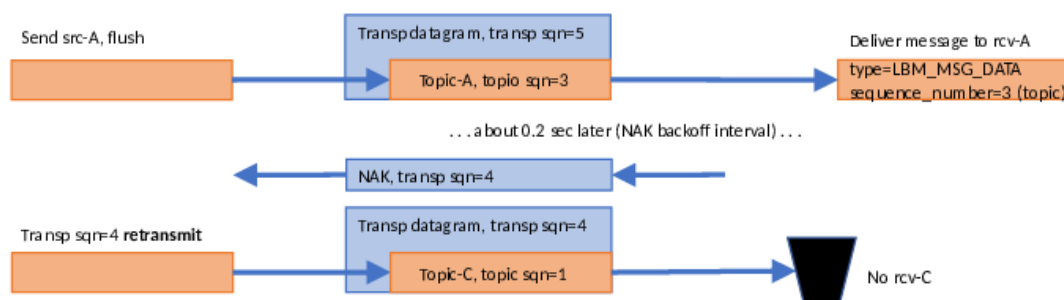 Send src-A, flush
Transp datagram, transp sqn=5
Topic-A, topio sqn=3
Deliver message to rcv-A
type=LBM_MSG_DATA
sequence_number=3 (topic)
. . . about 0.2 sec later (NAK backoff interval) . . .
NAK, transp sqn=4
Transp sqn=4 retransmit
Transp datagram, transp sqn=4
Topic-C, topic sqn=1
No rcv-C